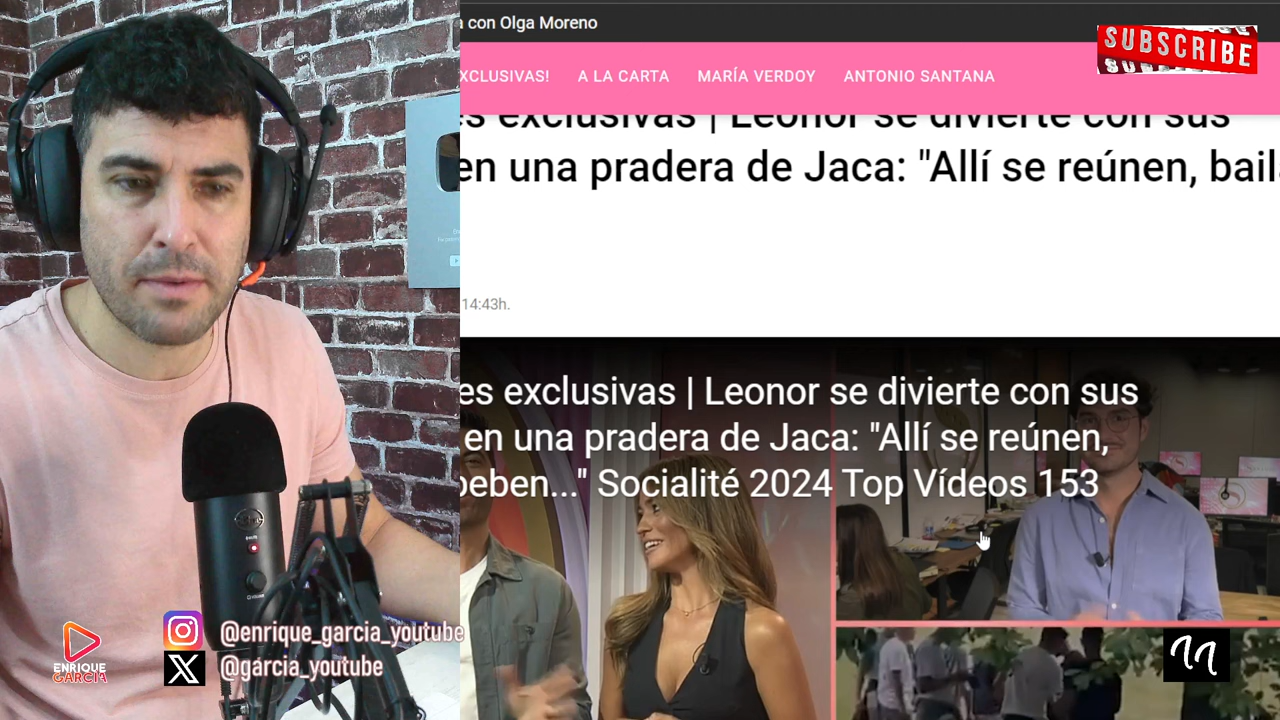 a con Olga Moreno
SUBSCRIBE
XCLUSIVAS! A LA CARTA MARÍA VERDOY ANTONIO SANTANA
es exclusivas | Leonor se divierte con sus
en una pradera de Jaca: "Allí se reúnen, baila
14:43h.
es exclusivas | Leonor se divierte con sus
en una pradera de Jaca: "Allí se reúnen,
beben..." Socialité 2024 Top Vídeos 153
@enrique_garcia_youtube
@garcia_youtube
ENRIQUE
GARCIA